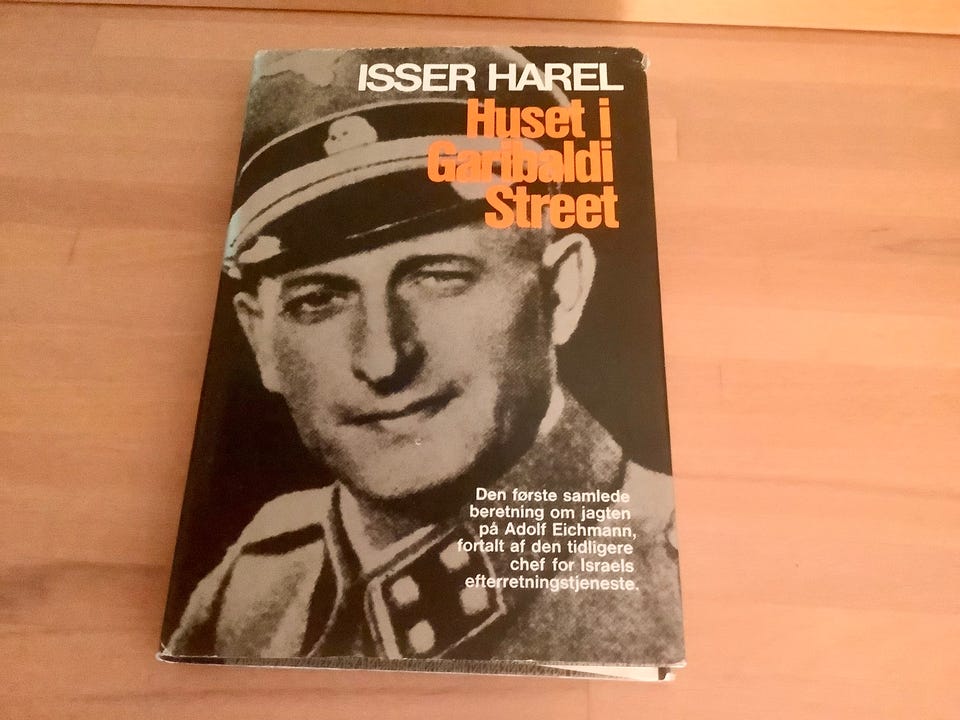 ISSER HAREL
Huset i
Garibaldi
Street
Den første samlede
beretning om jagten
på Adolf Eichmann,
fortalt af den tidligere
chef for Israels
efterretningstjeneste.